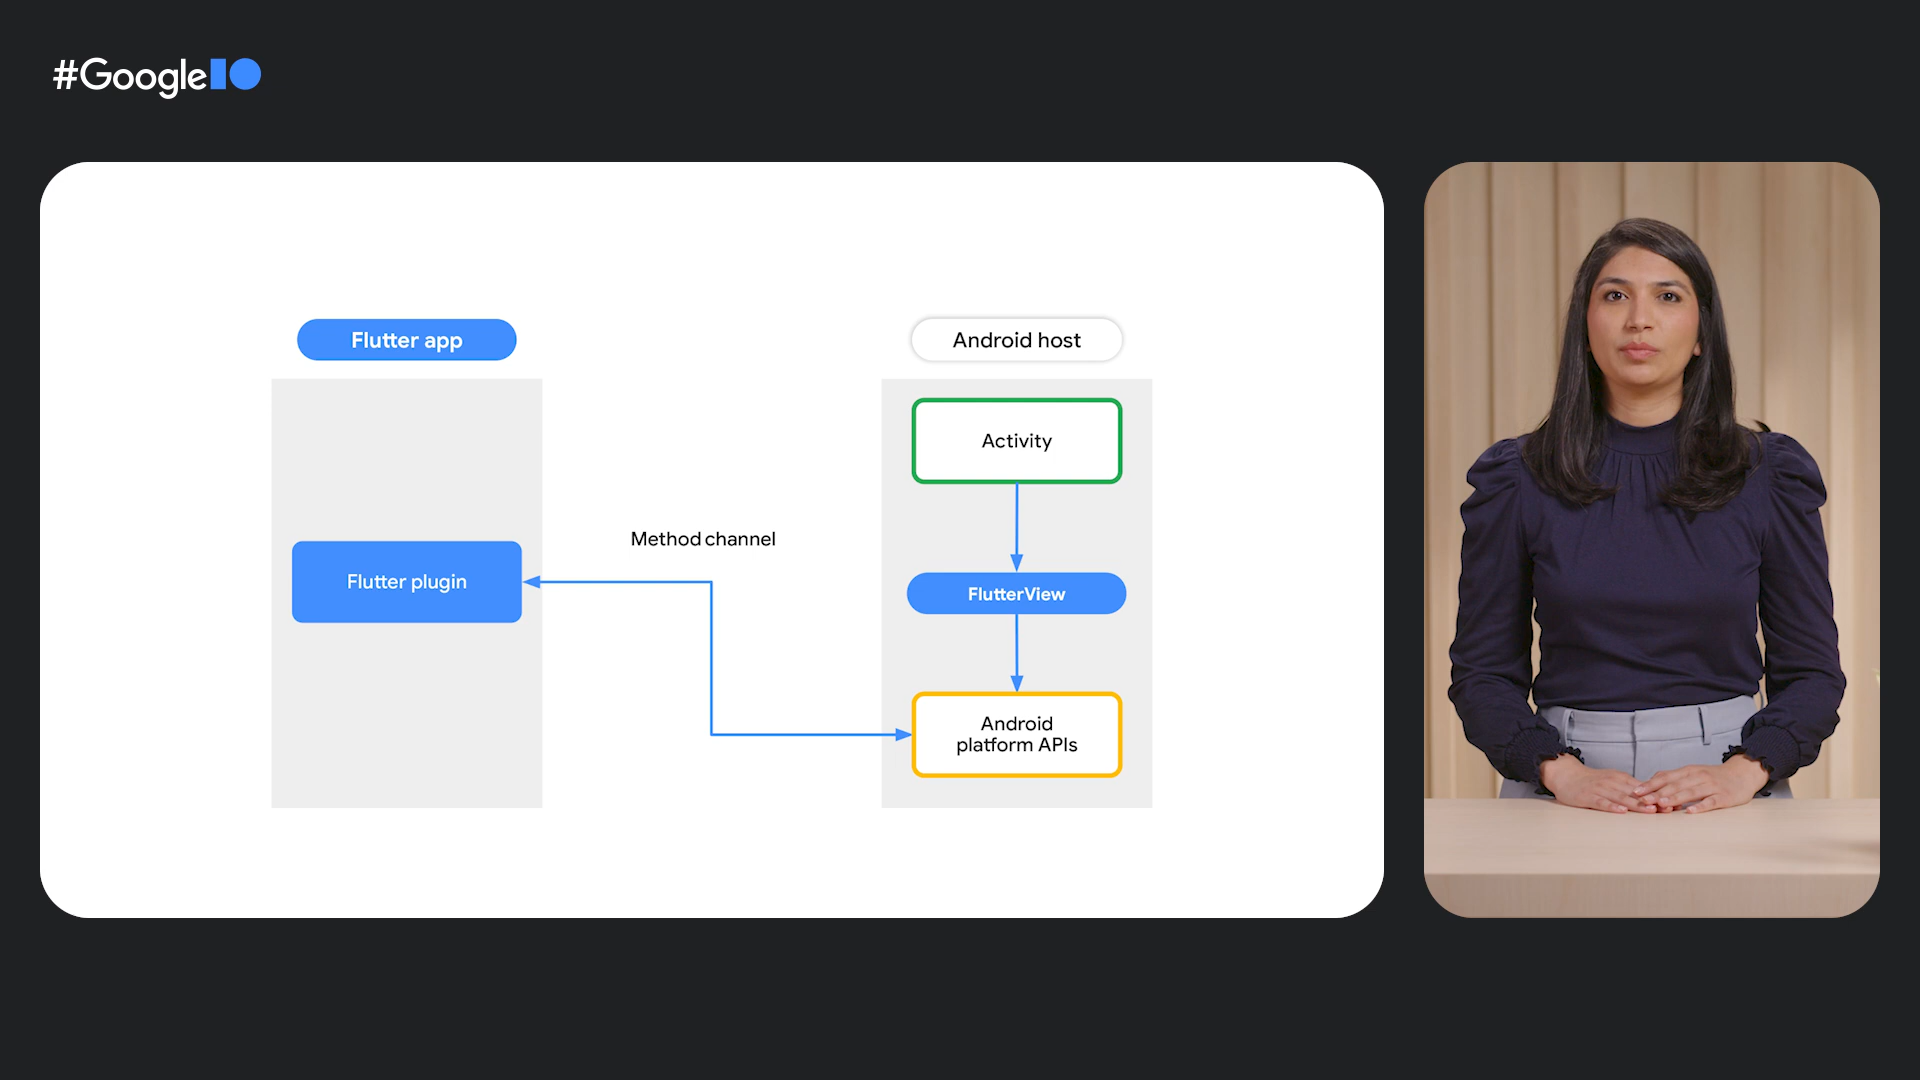 #GoogleIO
Flutter app
Android host
Activity
Method channel
Flutter plugin
FlutterView
Android
platform APIs